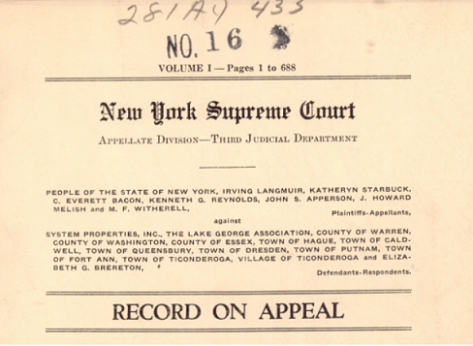 281 AD 433
NO. 16
VOLUME I — Pages 1 to 688
New York Supreme Court
APPELLATE DIVISION—THIRD JUDICIAL DEPARTMENT
PEOPLE OF THE STATE OF NEW YORK, IRVING LANGMUIR, KATHERYN STARBUCK,
C. EVERETT BACON, KENNETH G. REYNOLDS, JOHN S. APPERSON, J. HOWARD
MELISH and M. F. WITHERELL,
Plaintiffs-Appellants,
against
SYSTEM PROPERTIES, INC., THE LAKE GEORGE ASSOCIATION, COUNTY OF WARREN,
COUNTY OF WASHINGTON, COUNTY OF ESSEX, TOWN OF HAGUE, TOWN OF CALD-
WELL, TOWN OF QUEENSBURY, TOWN OF DRESDEN, TOWN OF PUTNAM, TOWN
OF FORT ANN, TOWN OF TICONDEROGA, VILLAGE OF TICONDEROGA and ELIZA-
BETH G. BRERETON,
Defendants-Respondents.
RECORD ON APPEAL